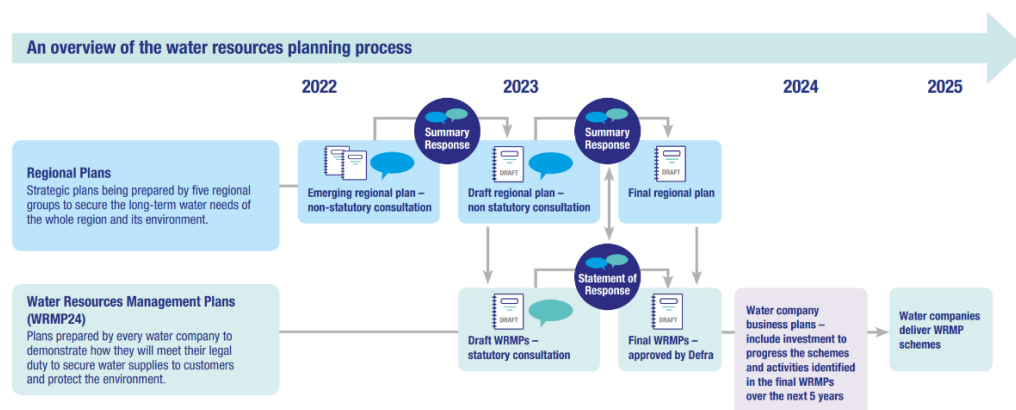 An overview of the water resources planning process
2022
2023
2024
2025
Summary
Response
Summary
Response
Regional Plans
Strategic plans being prepared by five regional
groups to secure the long-term water needs of
the whole region and its environment.
Emerging regional plan –
non-statutory consultation
DRAFT
Draft regional plan –
non statutory consultation
DRAFT
Final regional plan
Statement of
Response
Water Resources Management Plans
(WRMP24)
Plans prepared by every water company to
demonstrate how they will meet their legal
duty to secure water supplies to customers
and protect the environment.
DRAFT
Draft WRMPs –
statutory consultation
DRAFT
Final WRMPs –
approved by Defra
Water company
business plans –
include investment to
progress the schemes
and activities identified
in the final WRMPs
over the next 5 years
Water companies
deliver WRMP
schemes